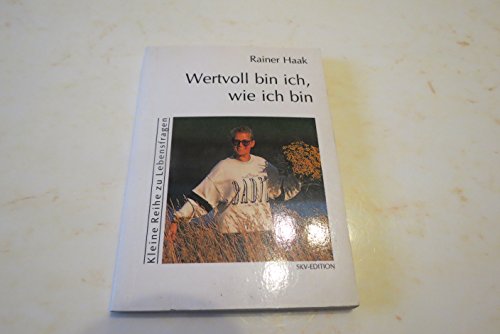 Rainer Haak
Wertvoll bin ich,
wie ich bin
Kleine Reihe zu Lebensfragen
SKV-EDITION